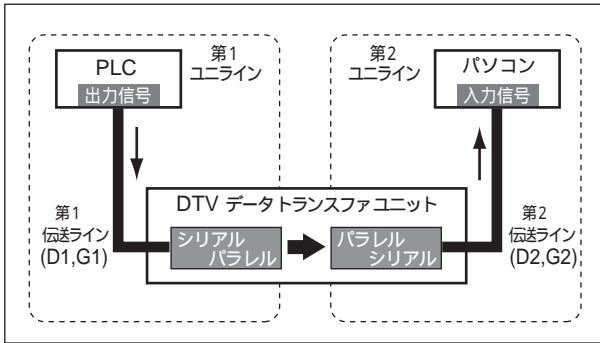 第1
ユニライン
PLC
出力信号
第2
ユニライン
パソコン
入力信号
DTV データトランスファユニット
第1
伝送ライン
(D1,G1)
シリアル
パラレル
パラレル
シリアル
第2
伝送ライン
(D2,G2)